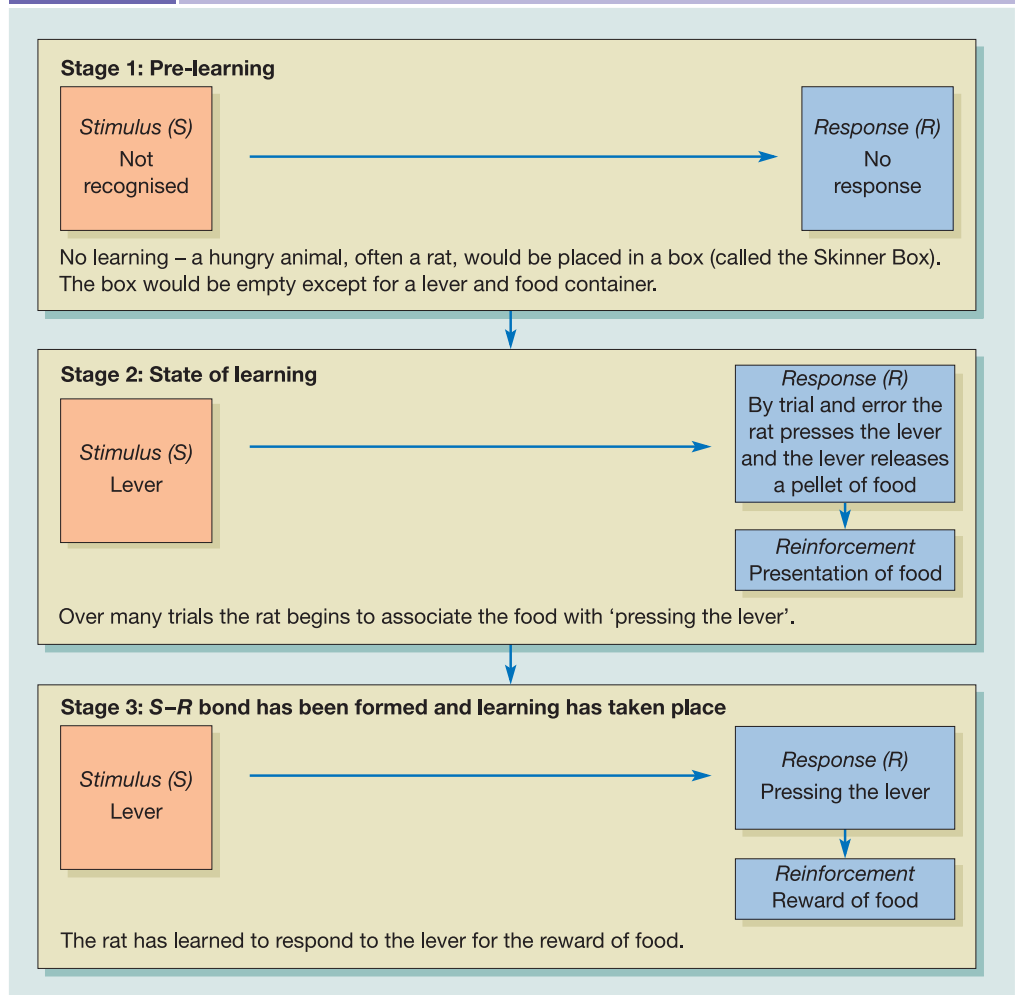 Stage 1: Pre-learning
Stimulus (S)
Not
recognised
Response (R)
No
response
No learning – a hungry animal, often a rat, would be placed in a box (called the Skinner Box).
The box would be empty except for a lever and food container.
Stage 2: State of learning
Stimulus (S)
Lever
Response (R)
By trial and error the
rat presses the lever
and the lever releases
a pellet of food
Reinforcement
Presentation of food
Over many trials the rat begins to associate the food with ‘pressing the lever’.
Stage 3: S–R bond has been formed and learning has taken place
Stimulus (S)
Lever
Response (R)
Pressing the lever
Reinforcement
Reward of food
The rat has learned to respond to the lever for the reward of food.